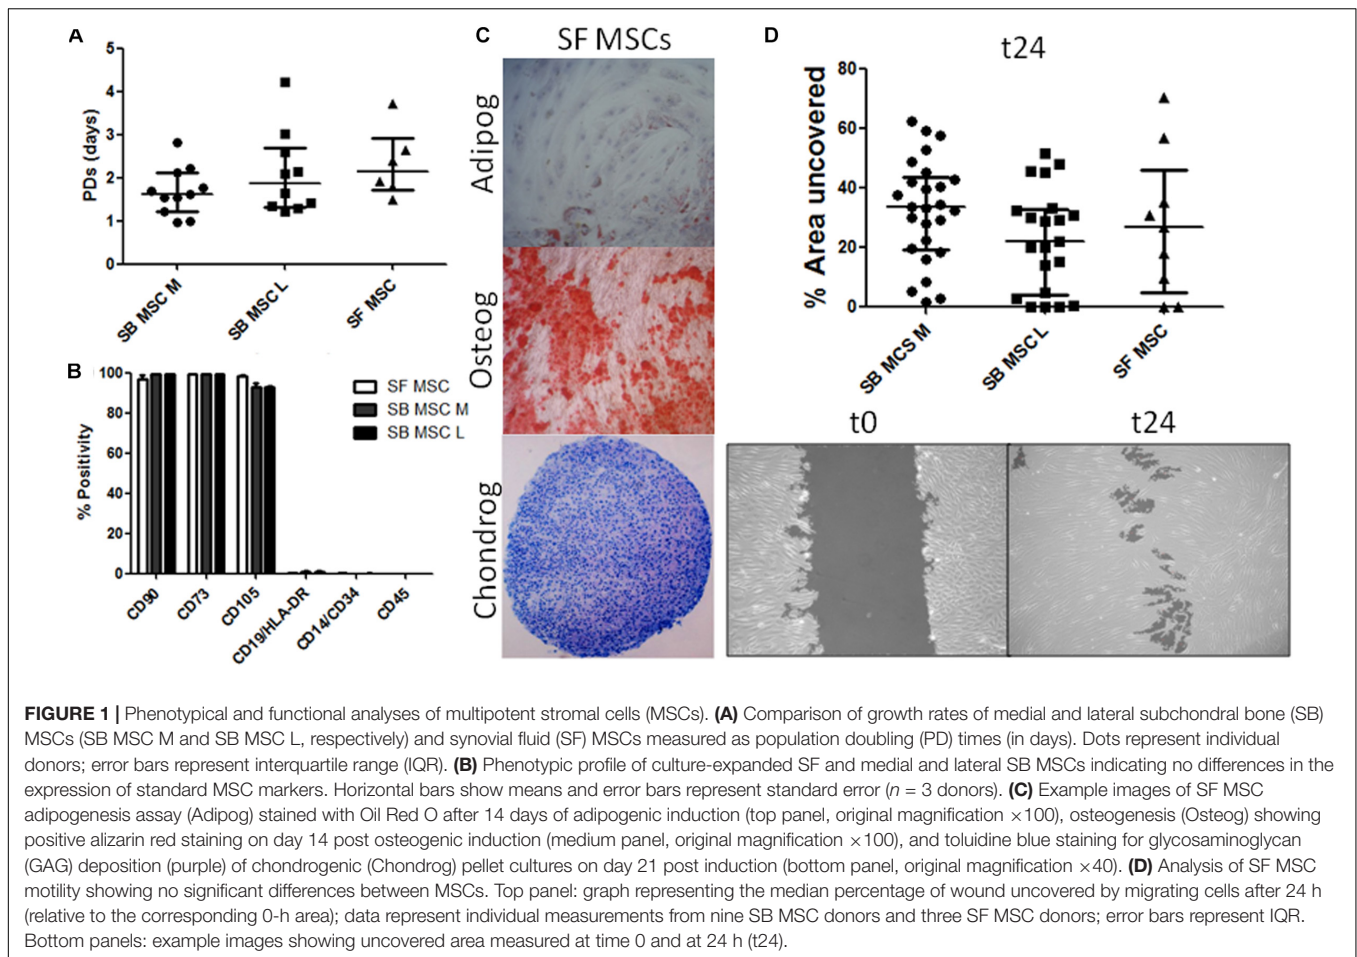 A
PDs (days)
5
4
3
2
1
0
SB MSC M
SB MSC L
SF MSC
B
% Positivity
100
80
60
40
20
0
SF MSC
SB MSC M
SB MSC L
CD90
CD73
CD105
CD19/HLA-DR
CD14/CD34
CD45
C
SF MSCs
Adipog
Osteog
Chondrog
D
t24
% Area uncovered
80
60
40
20
0
SB MCS M
SB MSC L
SF MSC
t0
t24
FIGURE 1 | Phenotypical and functional analyses of multipotent stromal cells (MSCs). (A) Comparison of growth rates of medial and lateral subchondral bone (SB)
MSCs (SB MSC M and SB MSC L, respectively) and synovial fluid (SF) MSCs measured as population doubling (PD) times (in days). Dots represent individual
donors; error bars represent interquartile range (IQR). (B) Phenotypic profile of culture-expanded SF and medial and lateral SB MSCs indicating no differences in the
expression of standard MSC markers. Horizontal bars show means and error bars represent standard error (n = 3 donors). (C) Example images of SF MSC
adipogenesis assay (Adipog) stained with Oil Red O after 14 days of adipogenic induction (top panel, original magnification ×100), osteogenesis (Osteog) showing
positive alizarin red staining on day 14 post osteogenic induction (medium panel, original magnification ×100), and toluidine blue staining for glycosaminoglycan
(GAG) deposition (purple) of chondrogenic (Chondrog) pellet cultures on day 21 post induction (bottom panel, original magnification ×40). (D) Analysis of SF MSC
motility showing no significant differences between MSCs. Top panel: graph representing the median percentage of wound uncovered by migrating cells after 24 h
(relative to the corresponding 0-h area); data represent individual measurements from nine SB MSC donors and three SF MSC donors; error bars represent IQR.
Bottom panels: example images showing uncovered area measured at time 0 and at 24 h (t24).